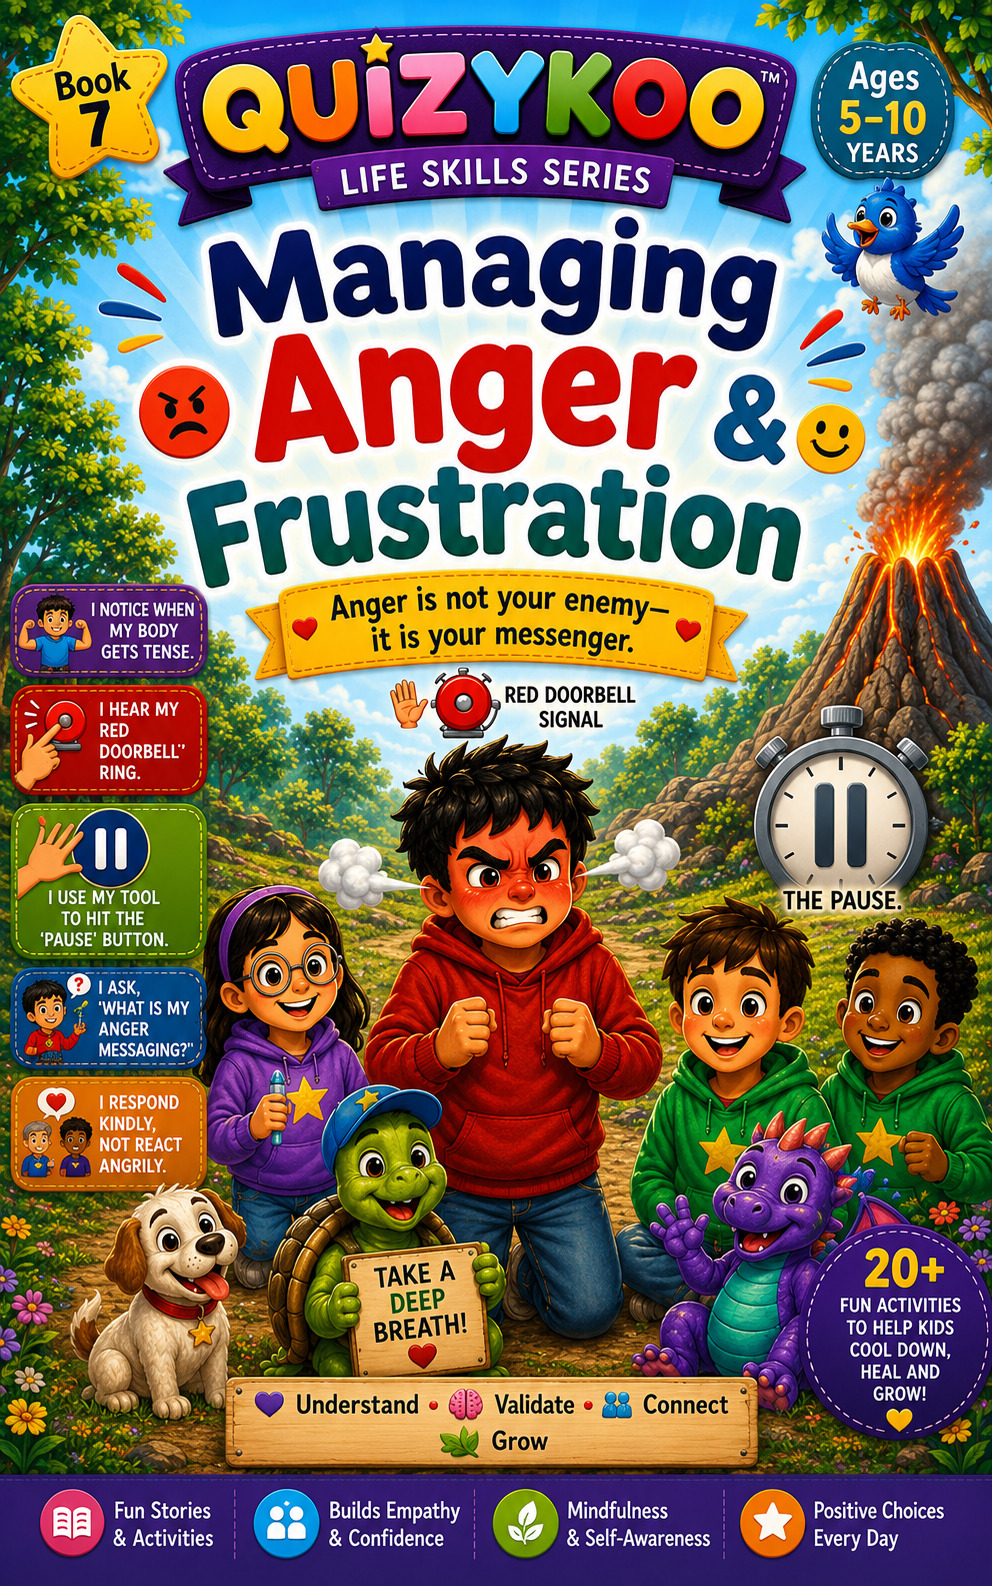 Book
7
QUiZYKOO™
LIFE SKILLS SERIES
Ages
5–10
YEARS
Managing
Anger &
Frustration
Anger is not your enemy—
it is your messenger.
RED DOORBELL
SIGNAL
I NOTICE WHEN
MY BODY
GETS TENSE.
I HEAR MY
RED
DOORBELL"
RING.
I USE MY TOOL
TO HIT THE
'PAUSE' BUTTON.
I ASK,
'WHAT IS MY
ANGER
MESSAGING?"
I RESPOND
KINDLY,
NOT REACT
ANGRILY.
THE PAUSE.
TAKE A
DEEP
BREATH!
20+
FUN ACTIVITIES
TO HELP KIDS
COOL DOWN,
HEAL AND
GROW!
Understand • Validate • Connect
Grow
Fun Stories
& Activities
Builds Empathy
& Confidence
Mindfulness
& Self-Awareness
Positive Choices
Every Day